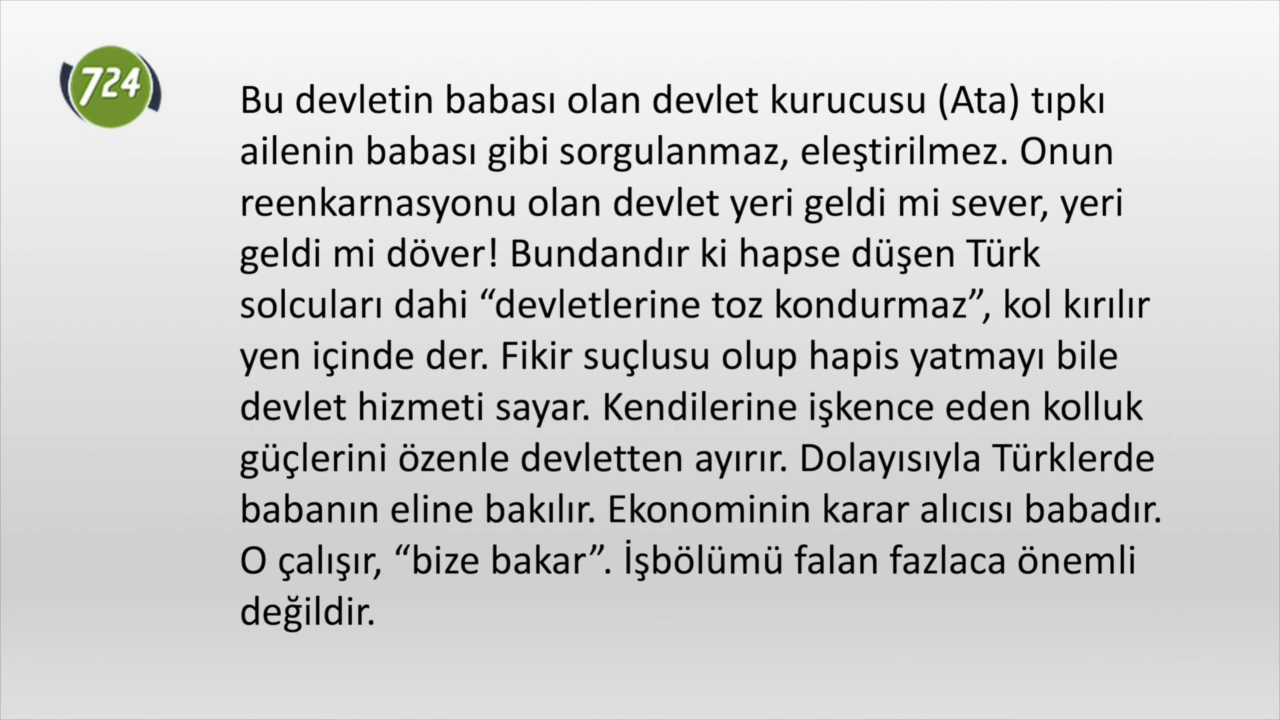 724
Bu devletin babası olan devlet kurucusu (Ata) tıpkı
ailenin babası gibi sorgulanmaz, eleştirilmez. Onun
reenkarnasyonu olan devlet yeri geldi mi sever, yeri
geldi mi döver! Bundandır ki hapse düşen Türk
solcuları dahi “devletlerine toz kondurmaz”, kol kırılır
yen içinde der. Fikir suçlusu olup hapis yatmayı bile
devlet hizmeti sayar. Kendilerine işkence eden kolluk
güçlerini özenle devletten ayırır. Dolayısıyla Türklerde
babanın eline bakılır. Ekonominin karar alıcısı babadır.
O çalışır, “bize bakar”. İşbölümü falan fazlaca önemli
değildir.